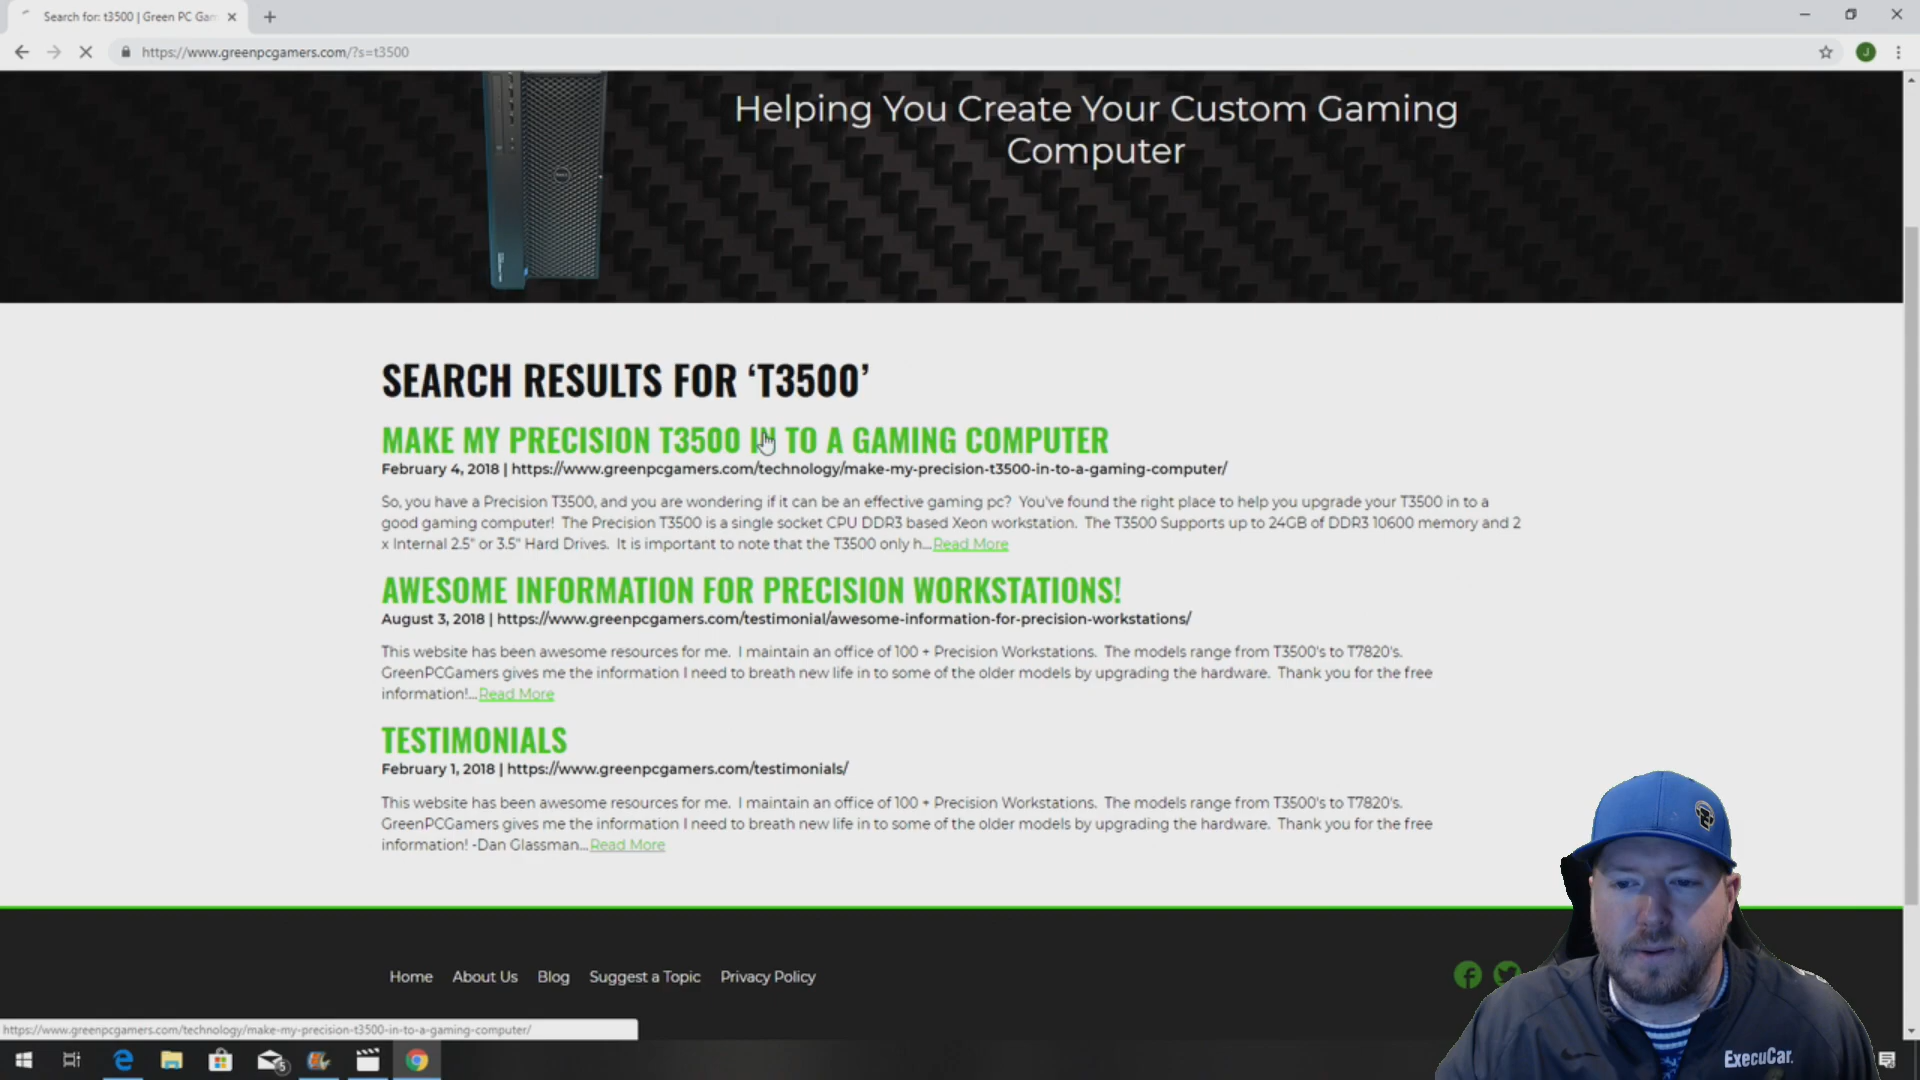 Search for: t3500 | Green PC Gam
https://www.greenpcgamers.com/?s=t3500
J
Helping You Create Your Custom Gaming
Computer
SEARCH RESULTS FOR ‘T3500’
MAKE MY PRECISION T3500 IN TO A GAMING COMPUTER
February 4, 2018 | https://www.greenpcgamers.com/technology/make-my-precision-t3500-in-to-a-gaming-computer/
So, you have a Precision T3500, and you are wondering if it can be an effective gaming pc? You've found the right place to help you upgrade your T3500 in to a
good gaming computer! The Precision T3500 is a single socket CPU DDR3 based Xeon workstation. The T3500 Supports up to 24GB of DDR3 10600 memory and 2
x Internal 2.5" or 3.5" Hard Drives. It is important to note that the T3500 only h...Read More
AWESOME INFORMATION FOR PRECISION WORKSTATIONS!
August 3, 2018 | https://www.greenpcgamers.com/testimonial/awesome-information-for-precision-workstations/
This website has been awesome resources for me. I maintain an office of 100 + Precision Workstations. The models range from T3500's to T7820's.
GreenPCGamers gives me the information I need to breath new life in to some of the older models by upgrading the hardware. Thank you for the free
information!...Read More
TESTIMONIALS
February 1, 2018 | https://www.greenpcgamers.com/testimonials/
This website has been awesome resources for me. I maintain an office of 100 + Precision Workstations. The models range from T3500's to T7820's.
GreenPCGamers gives me the information I need to breath new life in to some of the older models by upgrading the hardware. Thank you for the free
information! -Dan Glassman...Read More
Home About Us Blog Suggest a Topic Privacy Policy
https://www.greenpcgamers.com/technology/make-my-precision-t3500-in-to-a-gaming-computer/
5
ExecuCar.